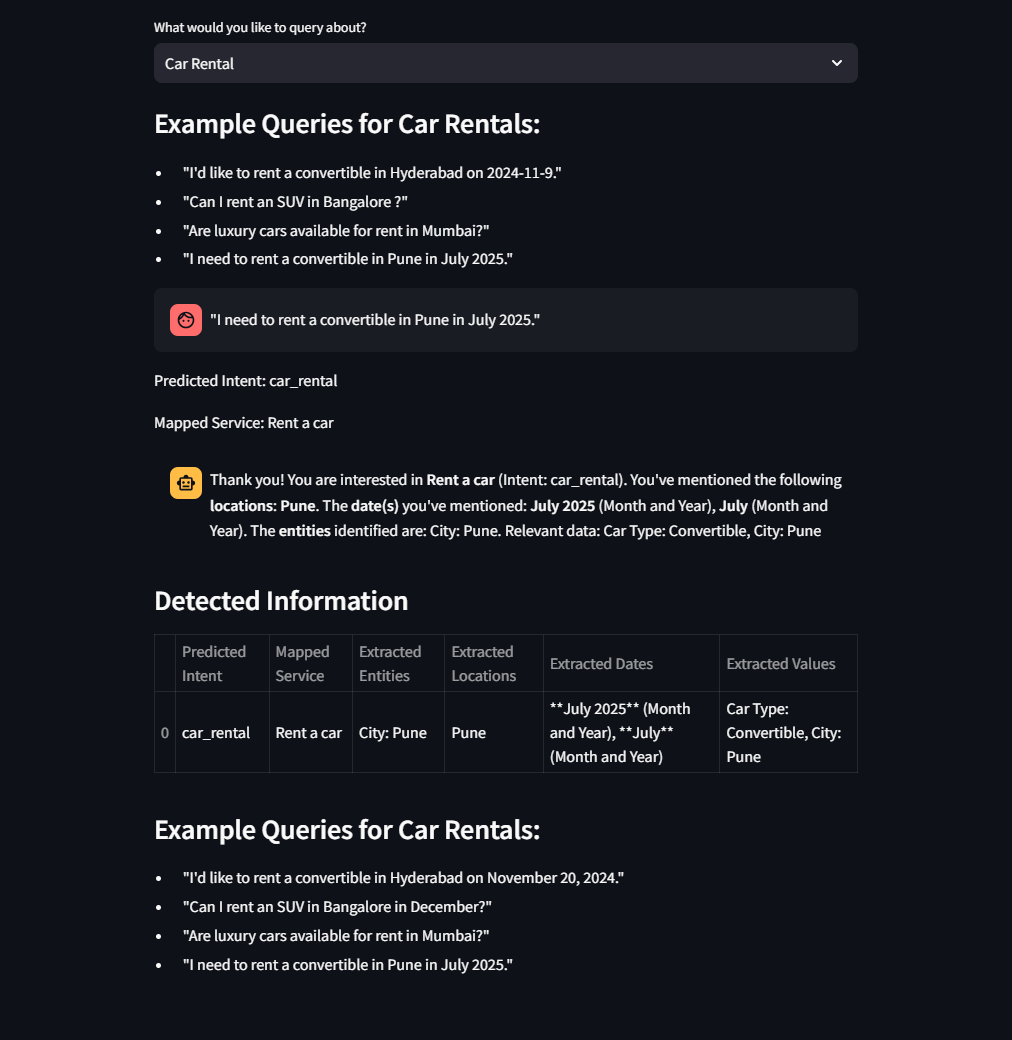 What would you like to query about?
Car Rental
Example Queries for Car Rentals:
• "I'd like to rent a convertible in Hyderabad on 2024-11-9."
• "Can I rent an SUV in Bangalore ?"
• "Are luxury cars available for rent in Mumbai?"
• "I need to rent a convertible in Pune in July 2025."
"I need to rent a convertible in Pune in July 2025."
Predicted Intent: car_rental
Mapped Service: Rent a car
Thank you! You are interested in Rent a car (Intent: car_rental). You've mentioned the following
locations: Pune. The date(s) you've mentioned: July 2025 (Month and Year), July (Month and
Year). The entities identified are: City: Pune. Relevant data: Car Type: Convertible, City: Pune
Detected Information
Predicted
Intent
Mapped
Service
Extracted
Entities
Extracted
Locations
Extracted Dates
Extracted Values
0
car_rental
Rent a car
City: Pune
Pune
**July 2025** (Month
and Year), **July**
(Month and Year)
Car Type:
Convertible, City:
Pune
Example Queries for Car Rentals:
• "I'd like to rent a convertible in Hyderabad on November 20, 2024."
• "Can I rent an SUV in Bangalore in December?"
• "Are luxury cars available for rent in Mumbai?"
• "I need to rent a convertible in Pune in July 2025."